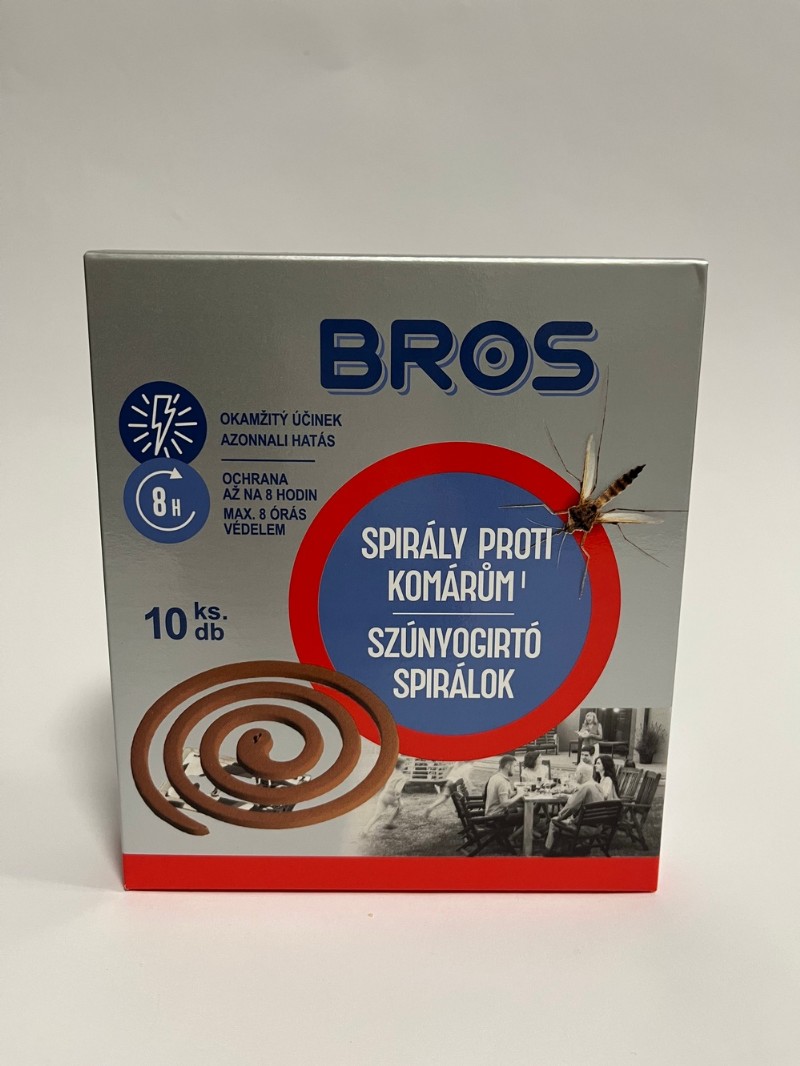 BROS
OKAMŽITÝ ÚČINEK
AZONNALI HATÁS
8 H
OCHRANA
AŽ NA 8 HODIN
MAX. 8 ÓRÁS
VÉDELEM
SPIRÁLY PROTI
KOMÁRŮM I
SZÚNYOGIRTÓ
SPIRÁLOK
10 ks.
db